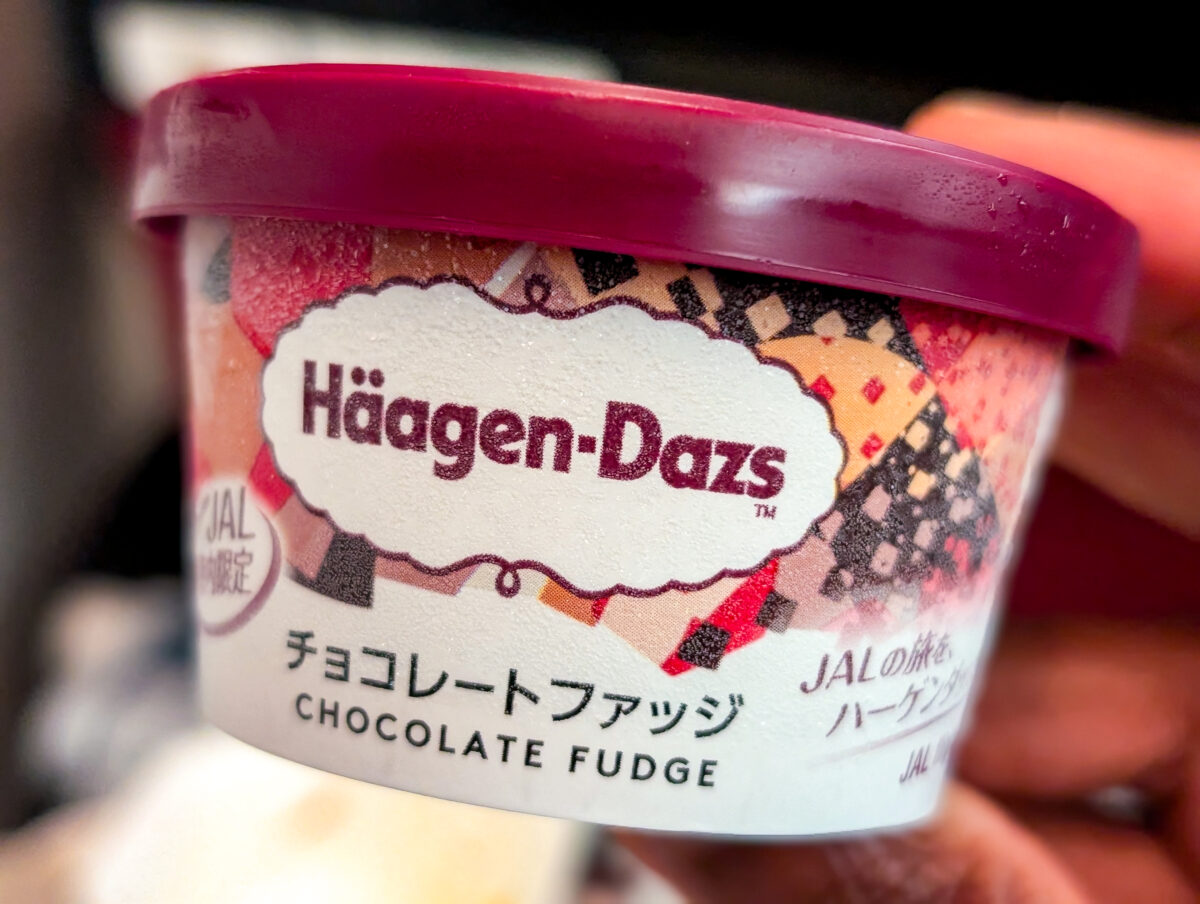 Häagen-Dazs
TM
JAL
限定
チョコレートファッジ
CHOCOLATE FUDGE
JALの旅を、
ハーゲンダッ
JAL